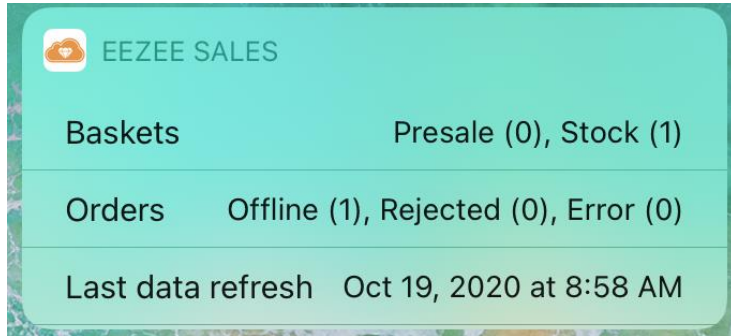 EEZEE SALES
Baskets Presale (0), Stock (1)
Orders Offline (1), Rejected (0), Error (0)
Last data refresh Oct 19, 2020 at 8:58 AM